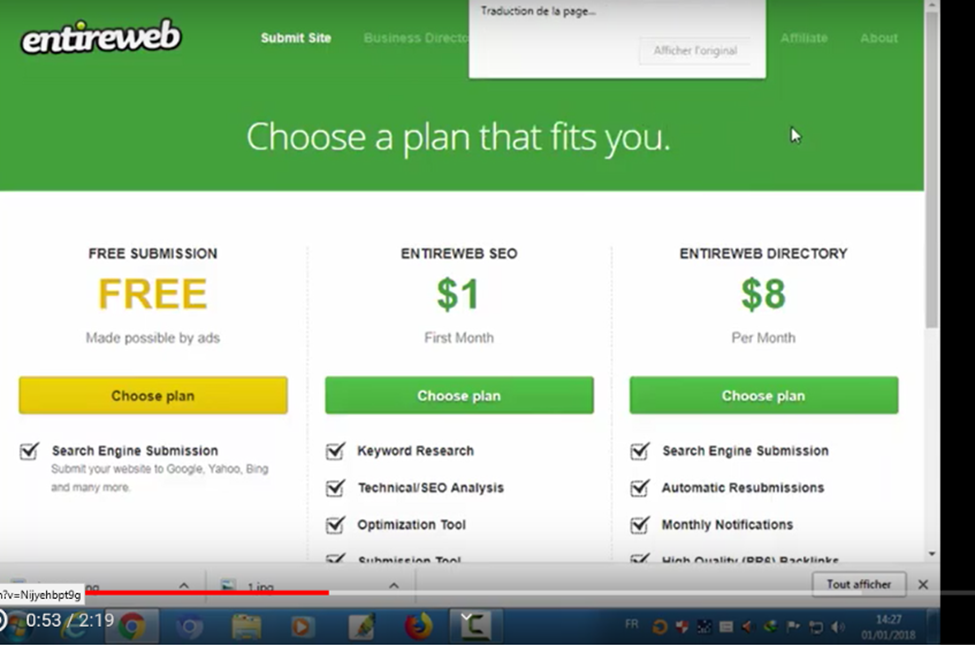 entireweb
Submit Site
Business Directo
Traduction de la page...
Afficher l'original
Affiliate
About
Choose a plan that fits you.
FREE SUBMISSION
FREE
Made possible by ads
Choose plan
Search Engine Submission
Submit your website to Google, Yahoo, Bing
and many more.
ENTIREWEB SEO
$1
First Month
Choose plan
Keyword Research
Technical/SEO Analysis
Optimization Tool
Submission Tool
ENTIREWEB DIRECTORY
$8
Per Month
Choose plan
Search Engine Submission
Automatic Resubmissions
Monthly Notifications
High Quality (PR6) Backlinks
1.jpg
Tout afficher
n?v=Nijyehbpt9g
0:53 / 2:19
FR
14:27
01/01/2018